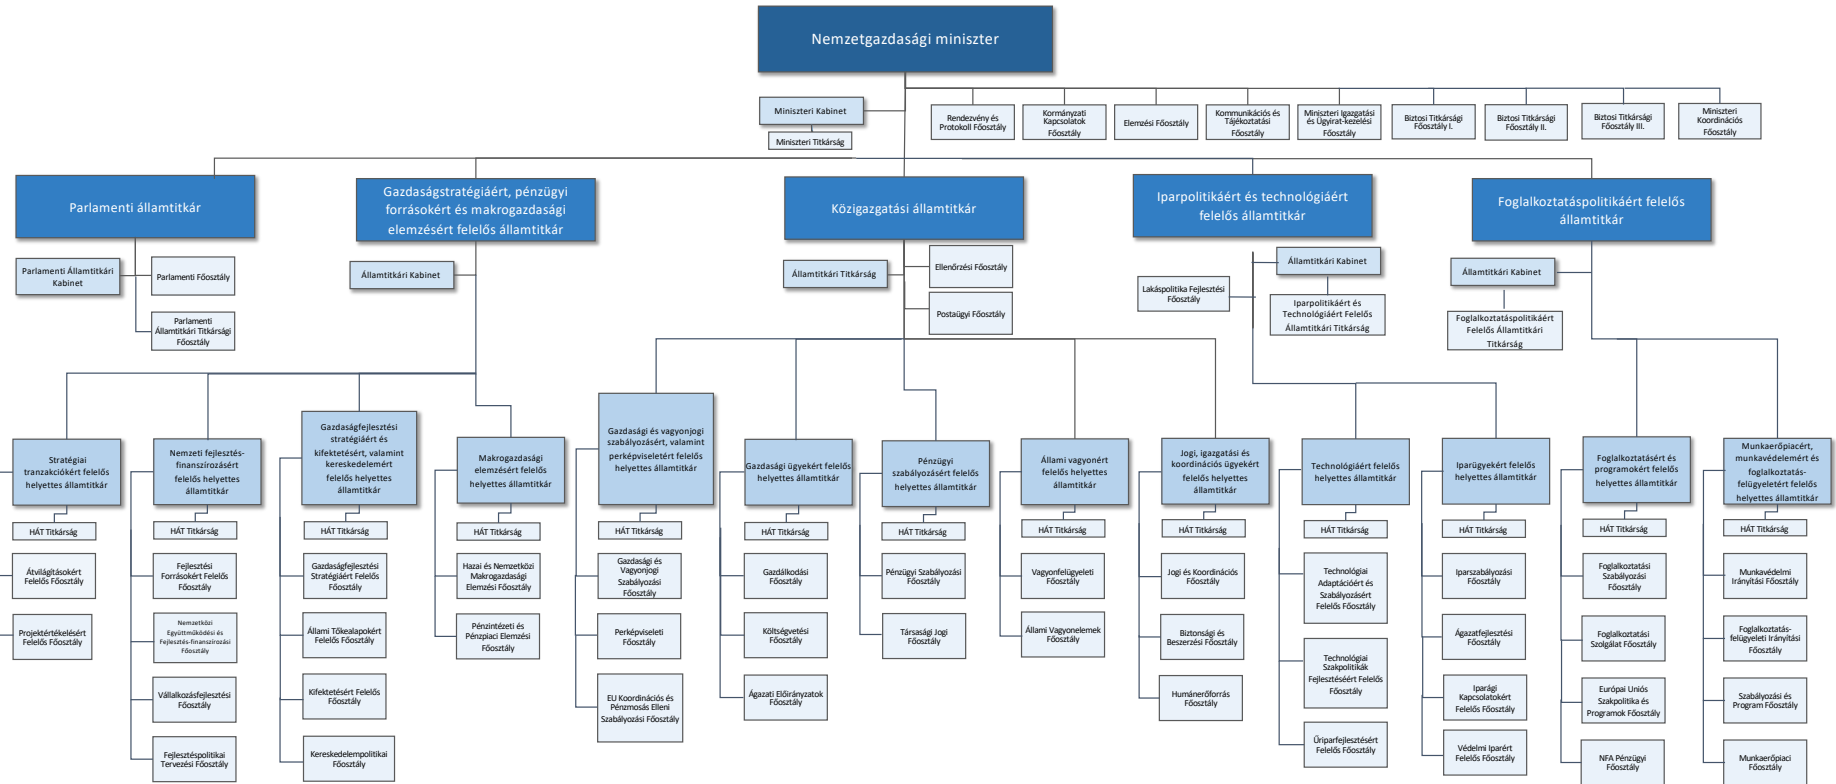 Nemzetgazdasági miniszter
Miniszteri Kabinet
Miniszteri Titkárság
Rendezvény és
Protokoll Főosztály
Kormányzati
Kapcsolatok
Főosztály
Elemzési Főosztály
Kommunikációs és
Tájékoztatási
Főosztály
Miniszteri Igazgatási
és Ügyirat-kezelési
Főosztály
Biztosi Titkársági
Főosztály I.
Biztosi Titkársági
Főosztály II.
Biztosi Titkársági
Főosztály III.
Miniszteri
Koordinációs
Főosztály
Parlamenti államtitkár
Gazdaságstratégiáért, pénzügyi
forrásokért és makrogazdasági
elemzésért felelős államtitkár
Közigazgatási államtitkár
Iparpolitikáért és technológiáért
felelős államtitkár
Foglalkoztatáspolitikáért felelős
államtitkár
Parlamenti Államtitkári
Kabinet
Parlamenti Főosztály
Parlamenti
Államtitkári Titkársági
Főosztály
Államtitkári Kabinet
Államtitkári Titkárság
Ellenőrzési Főosztály
Postaügyi Főosztály
Lakáspolitika Fejlesztési
Főosztály
Államtitkári Kabinet
Iparpolitikáért és
Technológiáért Felelős
Államtitkári Titkárság
Államtitkári Kabinet
Foglalkoztatáspolitikáért
Felelős Államtitkári
Titkárság
Stratégiai
tranzakciókért felelős
helyettes államtitkár
HÁT Titkárság
Átvilágításokért
Felelős Főosztály
Projektértékelésért
Felelős Főosztály
Nemzeti fejlesztés-
finanszírozásért
felelős helyettes
államtitkár
HÁT Titkárság
Fejlesztési
Forrásokért Felelős
Főosztály
Nemzetközi
Együttműködési és
Fejlesztés-finanszírozási
Főosztály
Vállalkozásfejlesztési
Főosztály
Fejlesztéspolitikai
Tervezési Főosztály
Gazdaságfejlesztési
stratégiáért és
kifektetésért, valamint
kereskedelemért
felelős helyettes
államtitkár
HÁT Titkárság
Gazdaságfejlesztési
Stratégiáért Felelős
Főosztály
Állami Tőkealapokért
Felelős Főosztály
Kifektetésért Felelős
Főosztály
Kereskedelempolitikai
Főosztály
Makrogazdasági
elemzésért felelős
helyettes államtitkár
HÁT Titkárság
Hazai és Nemzetközi
Makrogazdasági
Elemzési Főosztály
Pénzintézeti és
Pénzpiaci Elemzési
Főosztály
Gazdasági és vagyonjogi
szabályozásért, valamint
perképviseletért felelős
helyettes államtitkár
HÁT Titkárság
Gazdasági és
Vagyonjogi
Szabályozási
Főosztály
Perképviseleti
Főosztály
EU Koordinációs és
Pénzmosás Elleni
Szabályozási Főosztály
Gazdasági ügyekért felelős
helyettes államtitkár
HÁT Titkárság
Gazdálkodási
Főosztály
Költségvetési
Főosztály
Ágazati Előirányzatok
Főosztály
Pénzügyi
szabályozásért felelős
helyettes államtitkár
HÁT Titkárság
Pénzügyi Szabályozási
Főosztály
Társasági Jogi
Főosztály
Állami vagyonért
felelős helyettes
államtitkár
HÁT Titkárság
Vagyonfelügyeleti
Főosztály
Állami Vagyonelemek
Főosztály
Jogi, igazgatási és
koordinációs ügyekért
felelős helyettes
államtitkár
HÁT Titkárság
Jogi és Koordinációs
Főosztály
Biztonsági és
Beszerzési Főosztály
Humánerőforrás
Főosztály
Technológiáért felelős
helyettes államtitkár
HÁT Titkárság
Technológiai
Adaptációért és
Szabályozásért
Felelős Főosztály
Technológiai
Szakpolitikák
Fejlesztéséért Felelős
Főosztály
Űriparfejlesztésért
Felelős Főosztály
Iparügyekért felelős
helyettes államtitkár
HÁT Titkárság
Iparszabályozási
Főosztály
Ágazatfejlesztési
Főosztály
Iparági
Kapcsolatokért
Felelős Főosztály
Védelmi Iparért
Felelős Főosztály
Foglalkoztatásért és
programokért felelős
helyettes államtitkár
HÁT Titkárság
Foglalkoztatási
Szabályozási
Főosztály
Foglalkoztatási
Szolgálat Főosztály
Európai Uniós
Szakpolitika és
Programok Főosztály
NFA Pénzügyi
Főosztály
Munkaerőpiacért,
munkavédelemért és
foglalkoztatás-
felügyeletért felelős
helyettes államtitkár
HÁT Titkárság
Munkavédelmi
Irányítási Főosztály
Foglalkoztatás-
felügyeleti Irányítási
Főosztály
Szabályozási és
Program Főosztály
Munkaerőpiaci
Főosztály